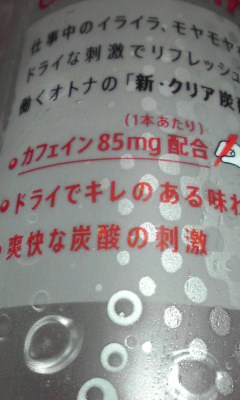 仕事中のイライラ、モヤモヤ
ドライな刺激でリフレッシュ
働くオトナの「新・クリア炭
(1本あたり)
カフェイン85mg配合
ドライでキレのある味わ
爽快な炭酸の刺激